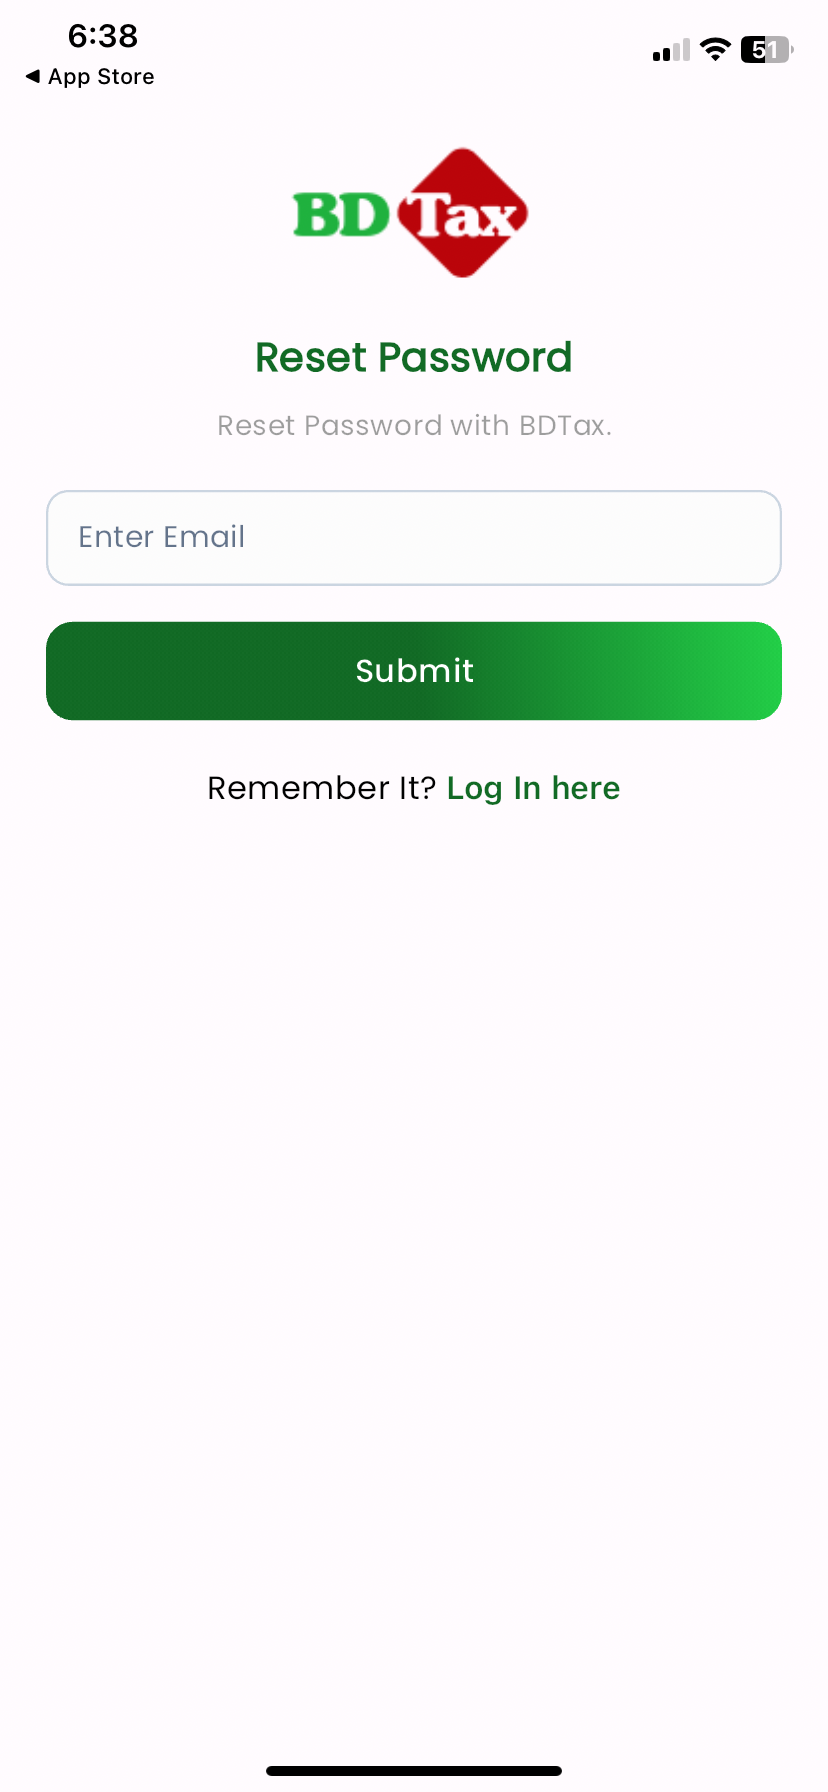 6:38
51
◀ App Store
BD Tax
Reset Password
Reset Password with BDTax.
Enter Email
Submit
Remember It? Log In here